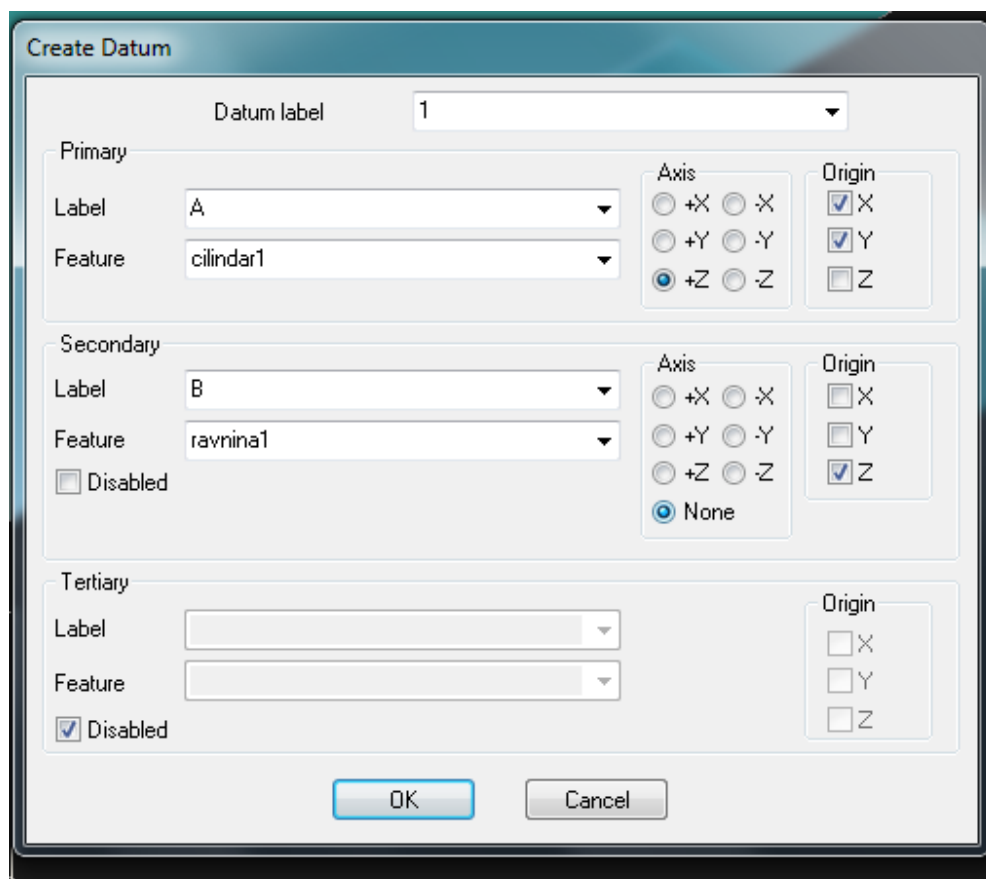 Create Datum
Datum label 1
Primary
Label A
Feature cilindar1
Axis
+X -X
+Y -Y
+Z -Z
Origin
X
Y
Z
Secondary
Label B
Feature ravnina1
Disabled
Axis
+X -X
+Y -Y
+Z -Z
None
Origin
X
Y
Z
Tertiary
Label
Feature
Disabled
Origin
X
Y
Z
OK Cancel